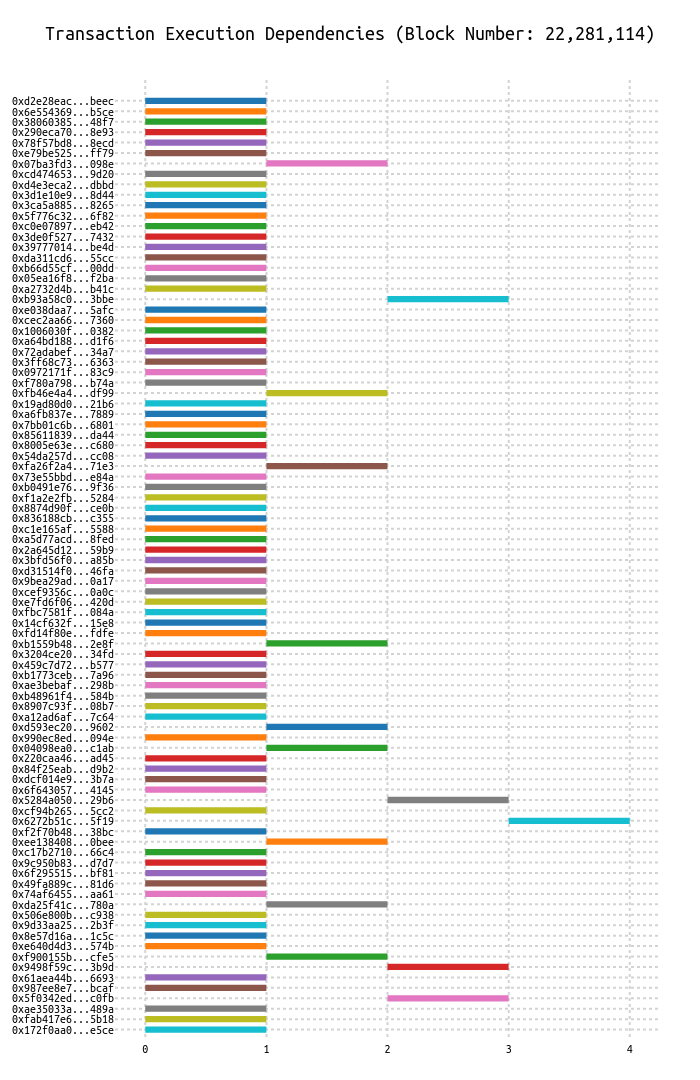 Transaction Execution Dependencies (Block Number: 22,281,114)
0xd2e28eac...beec
0x6e554369...b5ce
0x38060385...48f7
0x290eca70...8e93
0x78f57bd8...8ecd
0xe79be525...ff79
0x07ba3fd3...098e
0xcd474653...9d20
0xd4e3eca2...dbbd
0x3d1e10e9...8d44
0x3ca5a885...8265
0x5f776c32...6f82
0xc0e07897...eb42
0x3de0f527...7432
0x39777014...be4d
0xda311cd6...55cc
0xb66d55cf...00dd
0x05ea16f8...f2ba
0xa2732d4b...b41c
0xb93a58c0...3bbe
0xe038daa7...5afc
0xcec2aa66...7360
0x1006030f...0382
0xa64bd188...d1f6
0x72adabef...34a7
0x3ff68c73...6363
0x0972171f...83c9
0xf780a798...b74a
0xfb46e4a4...df99
0x19ad80d0...21b6
0xa6fb837e...7889
0x7bb01c6b...6801
0x85611839...da44
0x8005e63e...c680
0x54da257d...cc08
0xfa26f2a4...71e3
0x73e55bbd...e84a
0xb0491e76...9f36
0xf1a2e2fb...5284
0x8874d90f...ce0b
0x836188cb...c355
0xc1e165af...5588
0xa5d77acd...8fed
0x2a645d12...59b9
0x3bfd56f0...a85b
0xd31514f0...46fa
0x9bea29ad...0a17
0xcef9356c...0a0c
0xe7fd6f06...420d
0xfbc7581f...084a
0x14cf632f...15e8
0xfd14f80e...fdfe
0xb1559b48...2e8f
0x3204ce20...34fd
0x459c7d72...b577
0xb1773ceb...7a96
0xae3bebaf...298b
0xb48961f4...584b
0x8907c93f...08b7
0xa12ad6af...7c64
0xd593ec20...9602
0x990ec8ed...094e
0x04098ea0...c1ab
0x220caa46...ad45
0x84f25eab...d9b2
0xdcf014e9...3b7a
0x6f643057...4145
0x5284a050...29b6
0xcf94b265...5cc2
0x6272b51c...5f19
0xf2f70b48...38bc
0xee138408...0bee
0xc17b2710...66c4
0x9c950b83...d7d7
0x6f295515...bf81
0x49fa889c...81d6
0x74af6455...aa61
0xda25f41c...780a
0x506e800b...c938
0x9d33aa25...2b3f
0x8e57d16a...1c5c
0xe640d4d3...574b
0xf900155b...cfe5
0x9498f59c...3b9d
0x61aea44b...6693
0x987ee8e7...bcaf
0x5f0342ed...c0fb
0xae35033a...489a
0xfab417e6...5b18
0x172f0aa0...e5ce
0 1 2 3 4